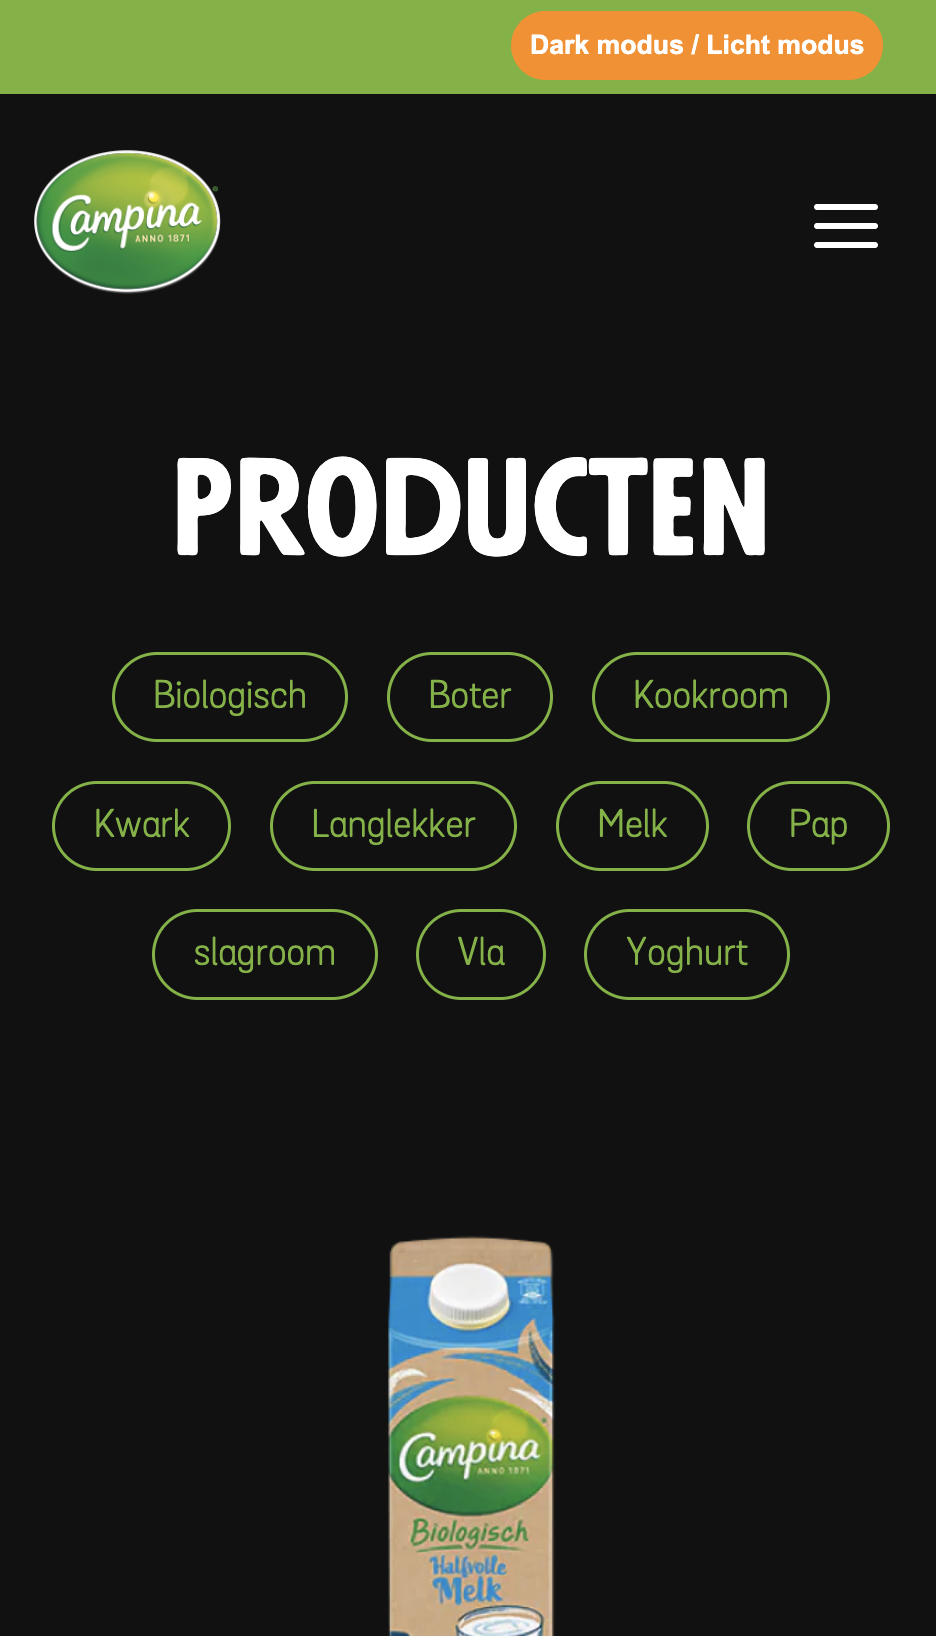 Dark modus / Licht modus
Campina
ANNO 1871
PRODUCTEN
Biologisch Boter Kookroom
Kwark Langlekker Melk Pap
slagroom Vla Yoghurt
Campina
ANNO 1871
Biologisch
Halfvolle
Melk